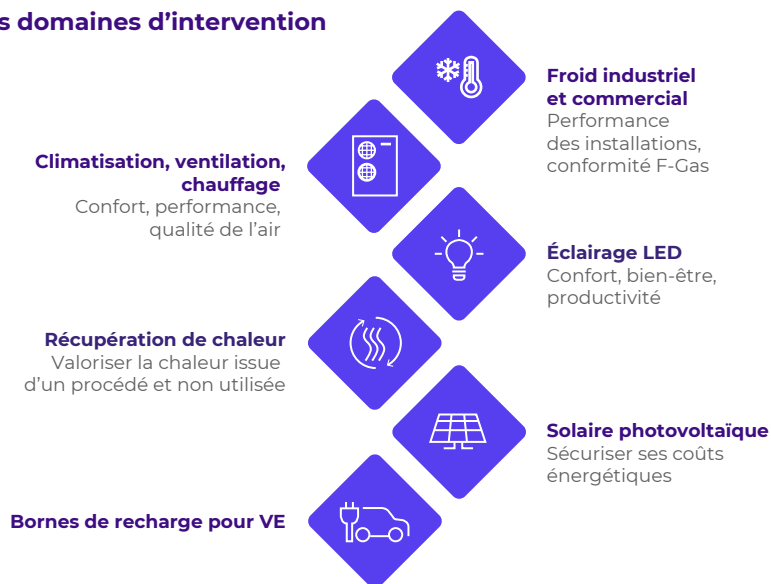 s domaines d’intervention
Froid industriel
et commercial
Performance
des installations,
conformité F-Gas
Climatisation, ventilation,
chauffage
Confort, performance,
qualité de l’air
Éclairage LED
Confort, bien-être,
productivité
Récupération de chaleur
Valoriser la chaleur issue
d’un procédé et non utilisée
Solaire photovoltaïque
Sécuriser ses coûts
énergétiques
Bornes de recharge pour VE